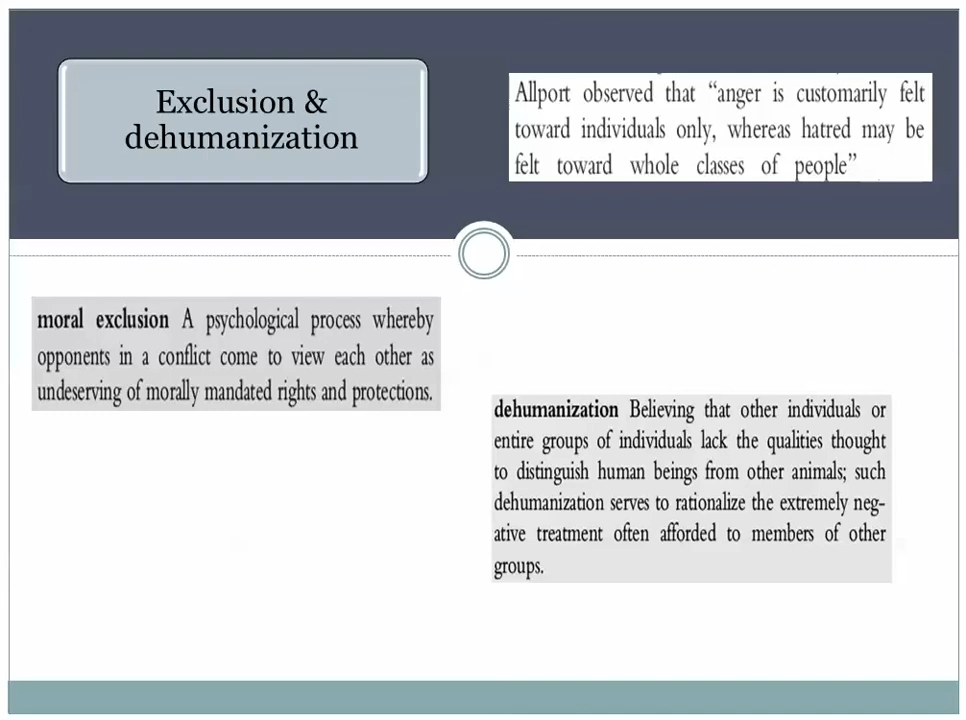 Exclusion &
dehumanization
Allport observed that “anger is customarily felt
toward individuals only, whereas hatred may be
felt toward whole classes of people”
moral exclusion A psychological process whereby
opponents in a conflict come to view each other as
undeserving of morally mandated rights and protections.
dehumanization Believing that other individuals or
entire groups of individuals lack the qualities thought
to distinguish human beings from other animals; such
dehumanization serves to rationalize the extremely neg-
ative treatment often afforded to members of other
groups.